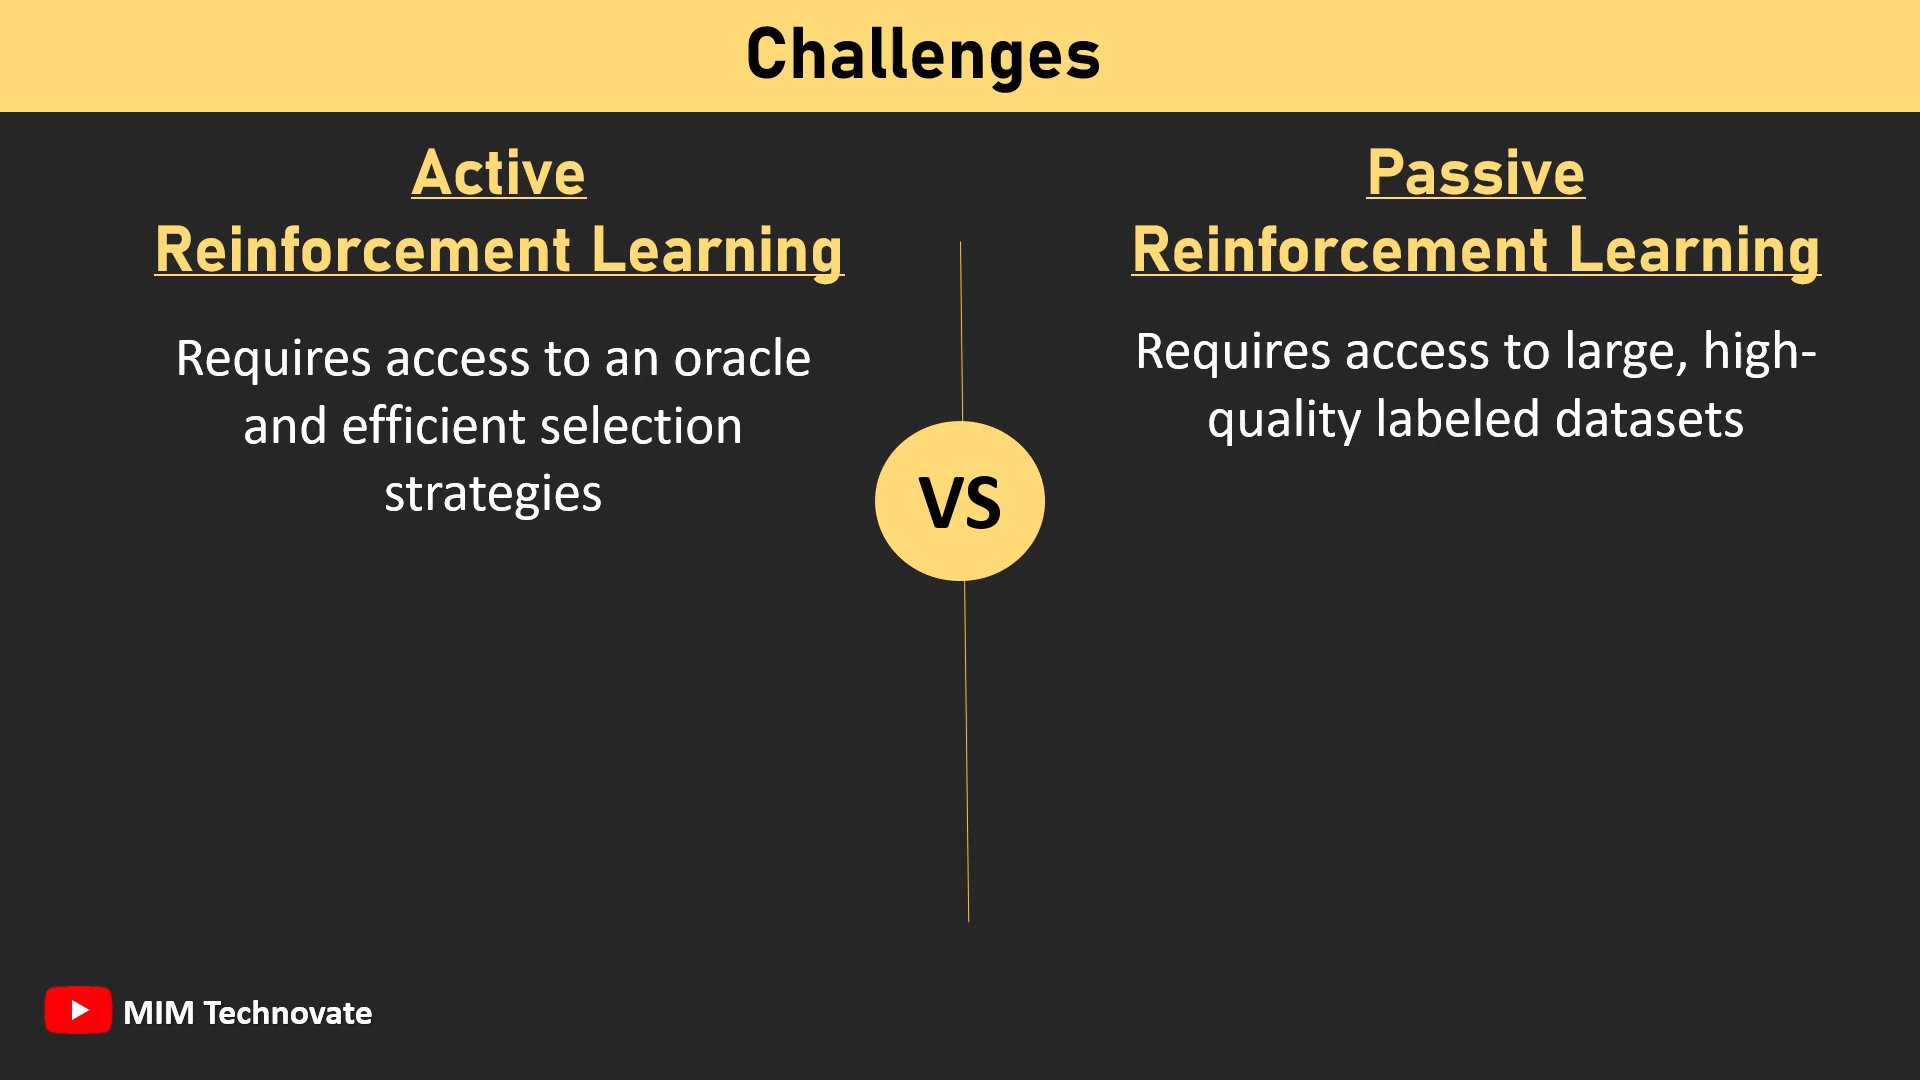 Challenges
Active
Reinforcement Learning
Requires access to an oracle
and efficient selection
strategies
VS
Passive
Reinforcement Learning
Requires access to large, high-
quality labeled datasets
MIM Technovate